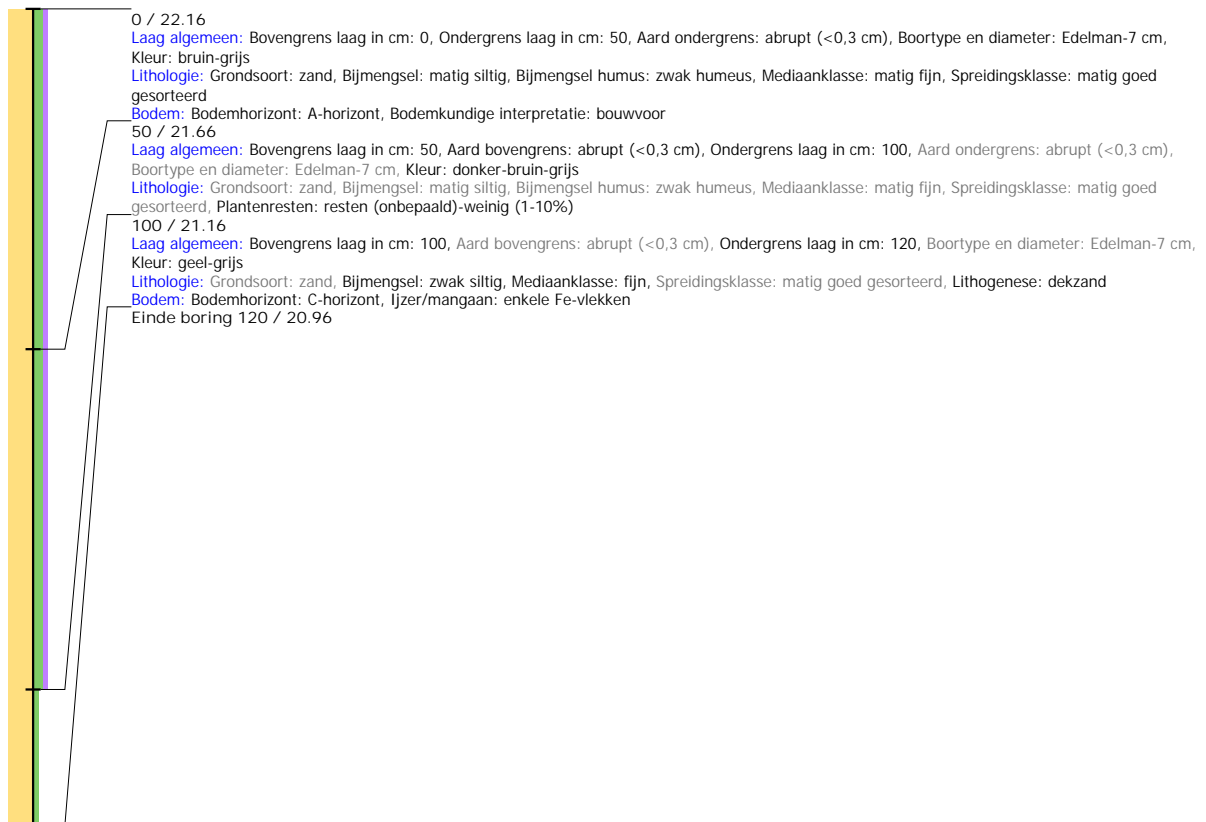 0 / 22.16
Laag algemeen: Bovengrens laag in cm: 0, Ondergrens laag in cm: 50, Aard ondergrens: abrupt (<0,3 cm), Boortype en diameter: Edelman-7 cm,
Kleur: bruin-grijs
Lithologie: Grondsoort: zand, Bijmengsel: matig siltig, Bijmengsel humus: zwak humeus, Mediaanklasse: matig fijn, Spreidingsklasse: matig goed
gesorteerd
Bodem: Bodemhorizont: A-horizont, Bodemkundige interpretatie: bouwvoor
50 / 21.66
Laag algemeen: Bovengrens laag in cm: 50, Aard bovengrens: abrupt (<0,3 cm), Ondergrens laag in cm: 100, Aard ondergrens: abrupt (<0,3 cm),
Boortype en diameter: Edelman-7 cm, Kleur: donker-bruin-grijs
Lithologie: Grondsoort: zand, Bijmengsel: matig siltig, Bijmengsel humus: zwak humeus, Mediaanklasse: matig fijn, Spreidingsklasse: matig goed
gesorteerd, Plantenresten: resten (onbepaald)-weinig (1-10%)
100 / 21.16
Laag algemeen: Bovengrens laag in cm: 100, Aard bovengrens: abrupt (<0,3 cm), Ondergrens laag in cm: 120, Boortype en diameter: Edelman-7 cm,
Kleur: geel-grijs
Lithologie: Grondsoort: zand, Bijmengsel: zwak siltig, Mediaanklasse: fijn, Spreidingsklasse: matig goed gesorteerd, Lithogenese: dekzand
Bodem: Bodemhorizont: C-horizont, Ijzer/mangaan: enkele Fe-vlekken
Einde boring 120 / 20.96